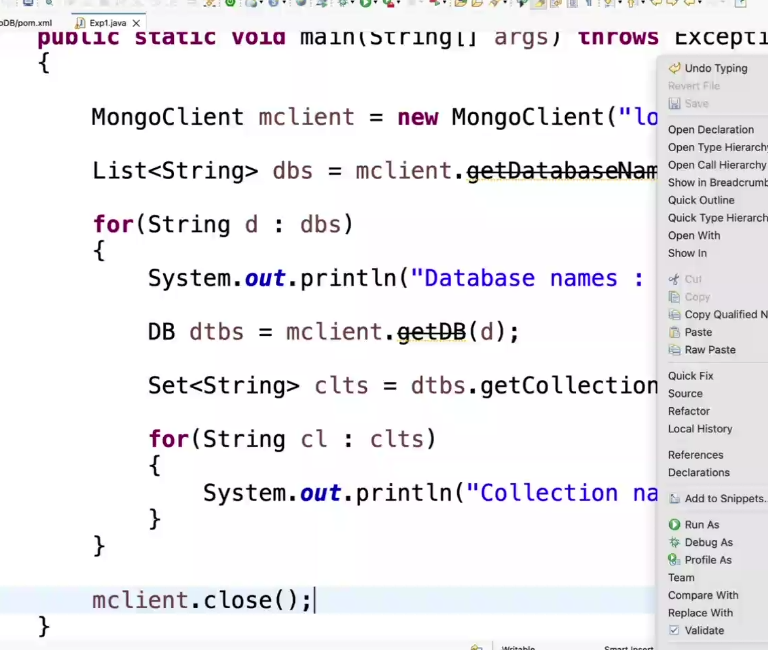 oDB/pom.xml
Exp1.java
public static void main(String[] args) throws Excepti
{
MongoClient mclient = new MongoClient("lo
List<String> dbs = mclient.getDatabaseNam
for(String d : dbs)
{
System.out.println("Database names :
DB dtbs = mclient.getDB(d);
Set<String> clts = dtbs.getCollection
for(String cl : clts)
{
System.out.println("Collection na
}
}
mclient.close();
}
Undo Typing
Revert File
Save
Open Declaration
Open Type Hierarchy
Open Call Hierarchy
Show in Breadcrumb
Quick Outline
Quick Type Hierarch
Open With
Show In
Cut
Copy
Copy Qualified N
Paste
Raw Paste
Quick Fix
Source
Refactor
Local History
References
Declarations
Add to Snippets.
Run As
Debug As
Profile As
Team
Compare With
Replace With
Validate
Writable
Smart Insert